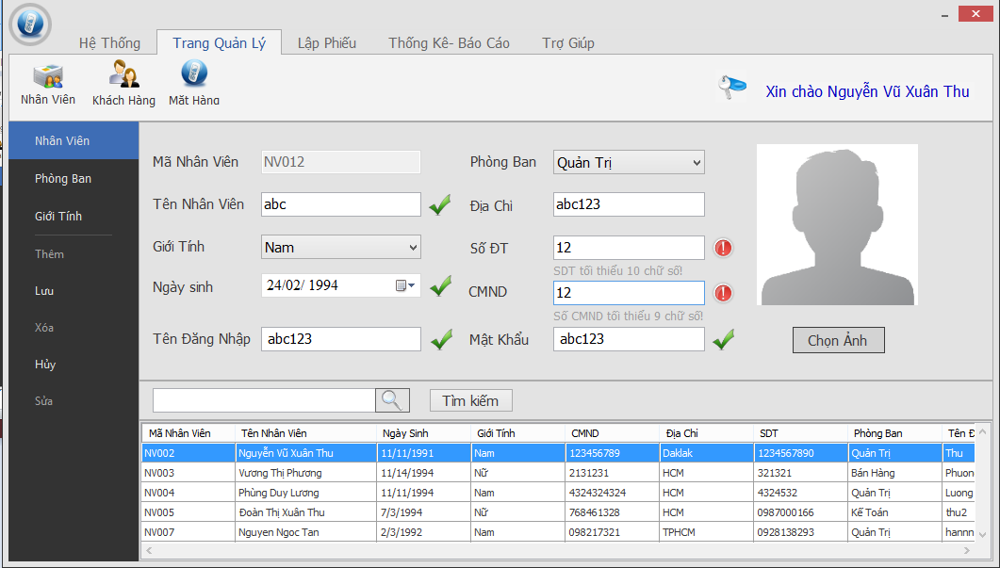 Hệ Thống Trang Quản Lý Lập Phiếu Thống Kê- Báo Cáo Trợ Giúp
Nhân Viên Khách Hàng Mặt Hàng
Xin chào Nguyễn Vũ Xuân Thu
Nhân Viên
Phòng Ban
Giới Tính
Thêm
Lưu
Xóa
Hủy
Sửa
Mã Nhân Viên NV012 Phòng Ban Quản Trị
Tên Nhân Viên abc Địa Chỉ abc123
Giới Tính Nam Số ĐT 12
SDT tối thiểu 10 chữ số!
Ngày sinh 24/02/ 1994 CMND 12
Số CMND tối thiểu 9 chữ số!
Tên Đăng Nhập abc123 Mật Khẩu abc123
Chọn Ảnh
Tìm kiếm
Mã Nhân Viên Tên Nhân Viên Ngày Sinh Giới Tính CMND Địa Chỉ SDT Phòng Ban Tên Đ
NV002 Nguyễn Vũ Xuân Thu 11/11/1991 Nam 123456789 Daklak 1234567890 Quản Trị Thu
NV003 Vương Thị Phương 11/14/1994 Nữ 2131231 HCM 321321 Bán Hàng Phuon
NV004 Phùng Duy Lương 11/11/1994 Nam 4324324324 HCM 4324532 Quản Trị Luong
NV005 Đoàn Thị Xuân Thu 7/3/1994 Nữ 768461328 HCM 0987000166 Kế Toán thu2
NV007 Nguyen Ngoc Tan 2/3/1992 Nam 098217321 TPHCM 0928138293 Quản Trị hannn